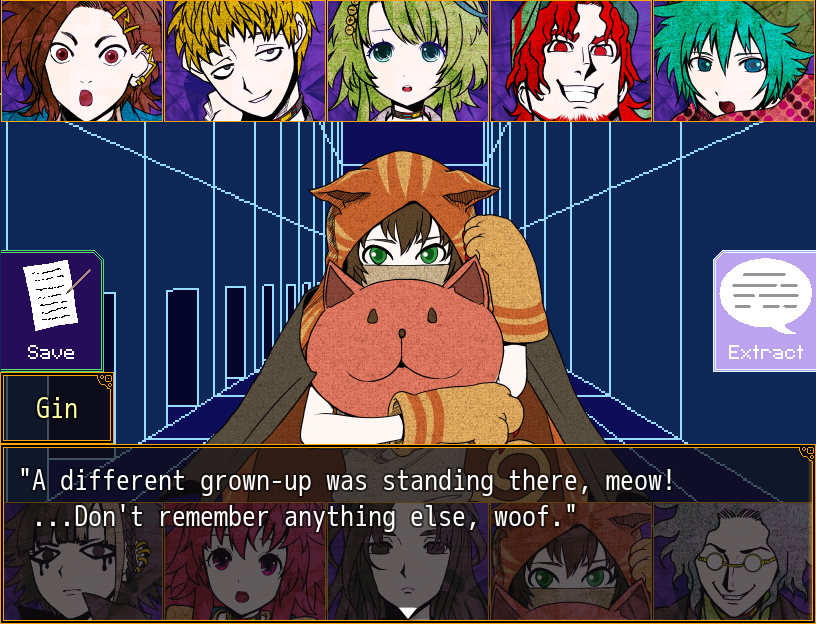 Save
Extract
Gin
"A different grown-up was standing there, meow!
...Don't remember anything else, woof."